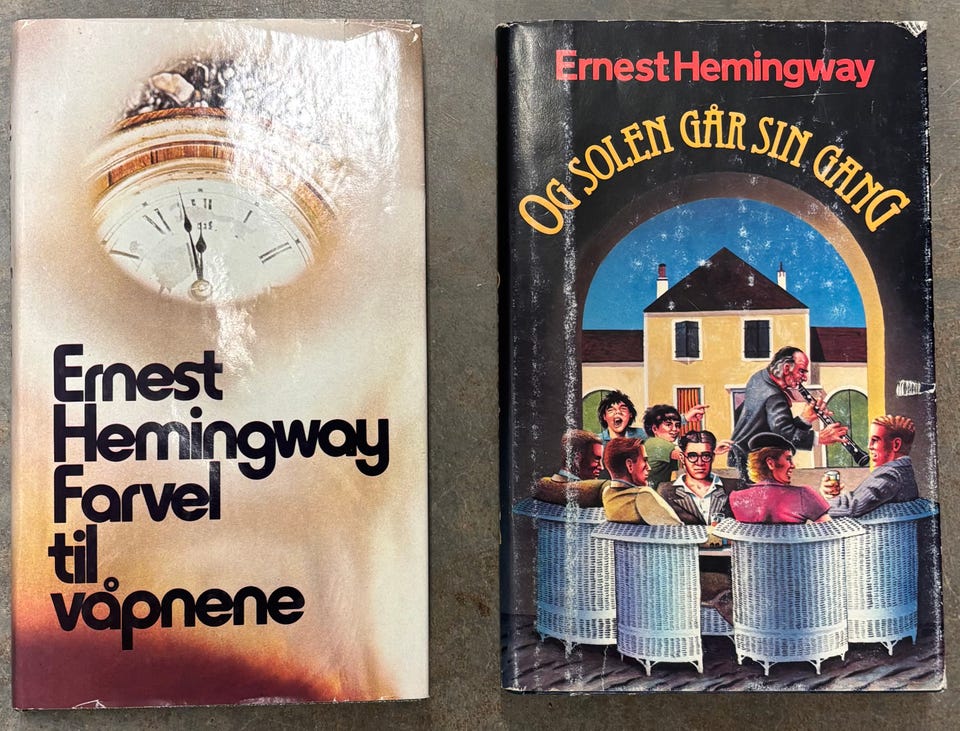 Ernest
Hemingway
Farvel
til
våpnene
Ernest Hemingway
OG SOLEN GÅR SIN GANG